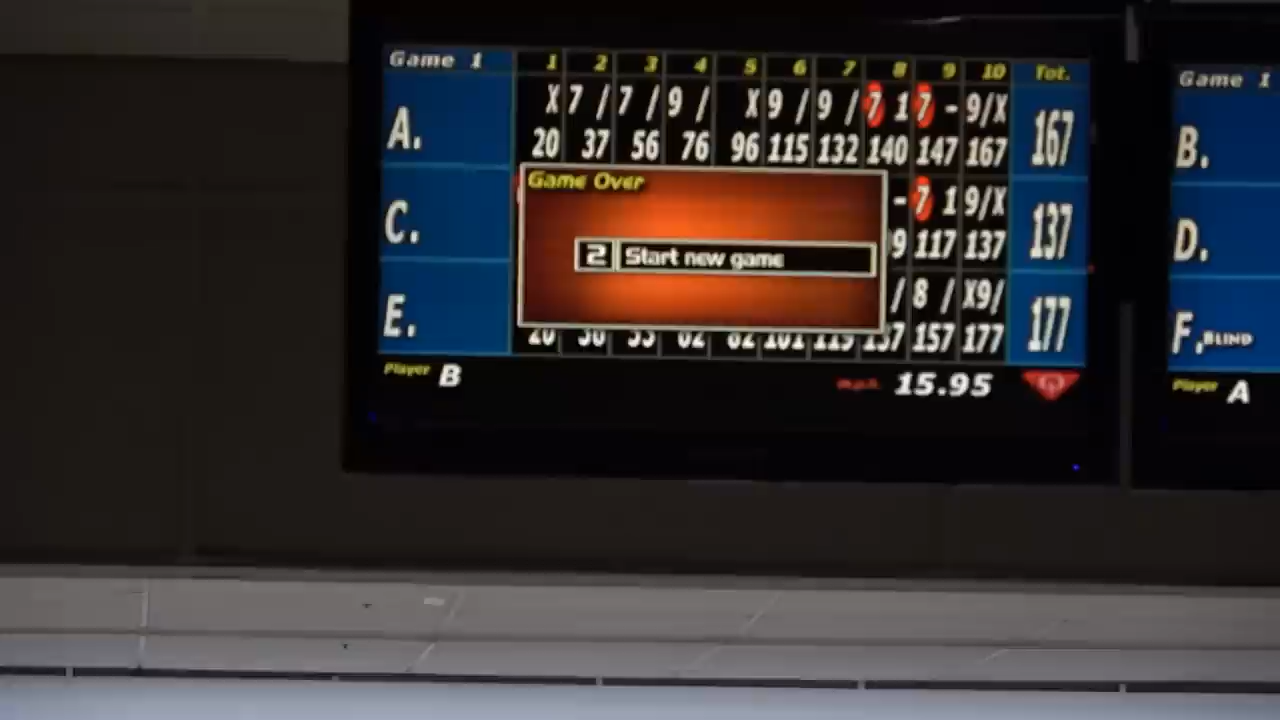 Game 1 1 2 3 4 5 6 7 8 9 10 Tot.
A. X 7 / 7 / 9 / X 9 / 9 / 7 1 7 - 9/X 167
20 37 56 76 96 115 132 140 147 167
Game Over
C. - 7 1 9/X 137
9 117 137
2 Start new game
E. / 8 / X9/ 177
157 177
Player B 15.95
Game 1
B.
D.
F. BLIND
Player A